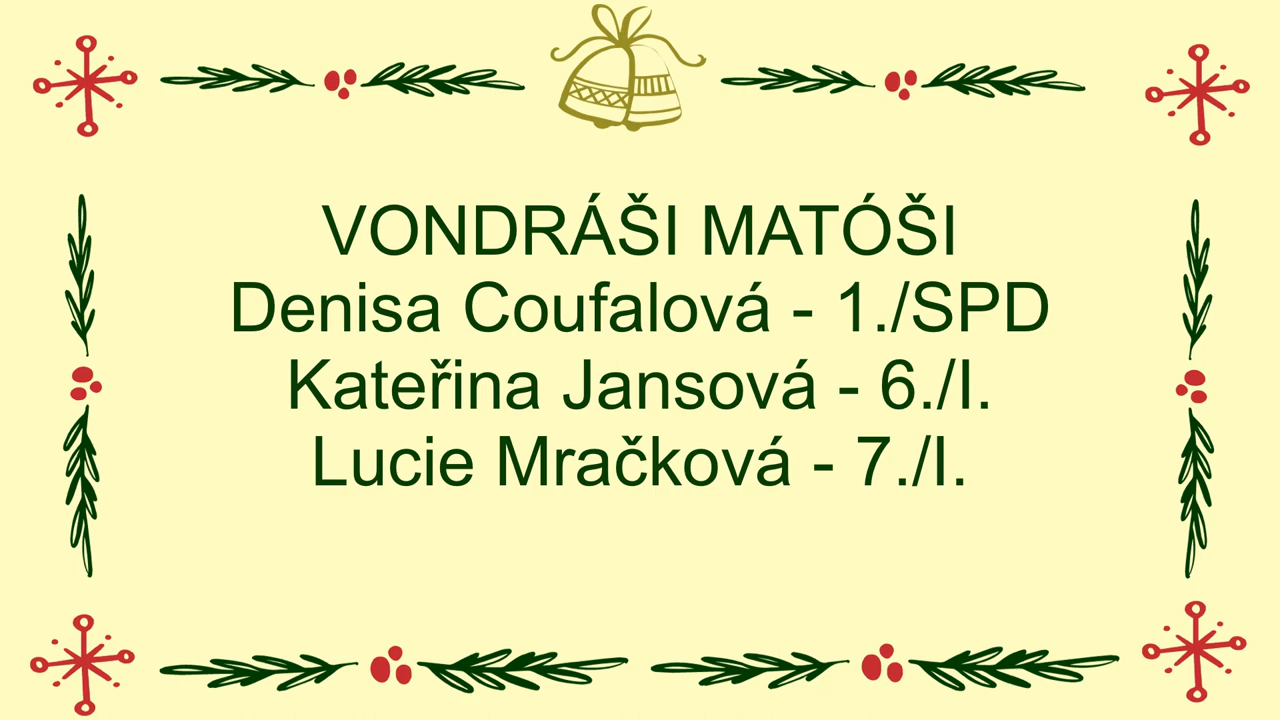 VONDRÁŠI MATÓŠI
Denisa Coufalová - 1./SPD
Kateřina Jansová - 6./I.
Lucie Mračková - 7./I.